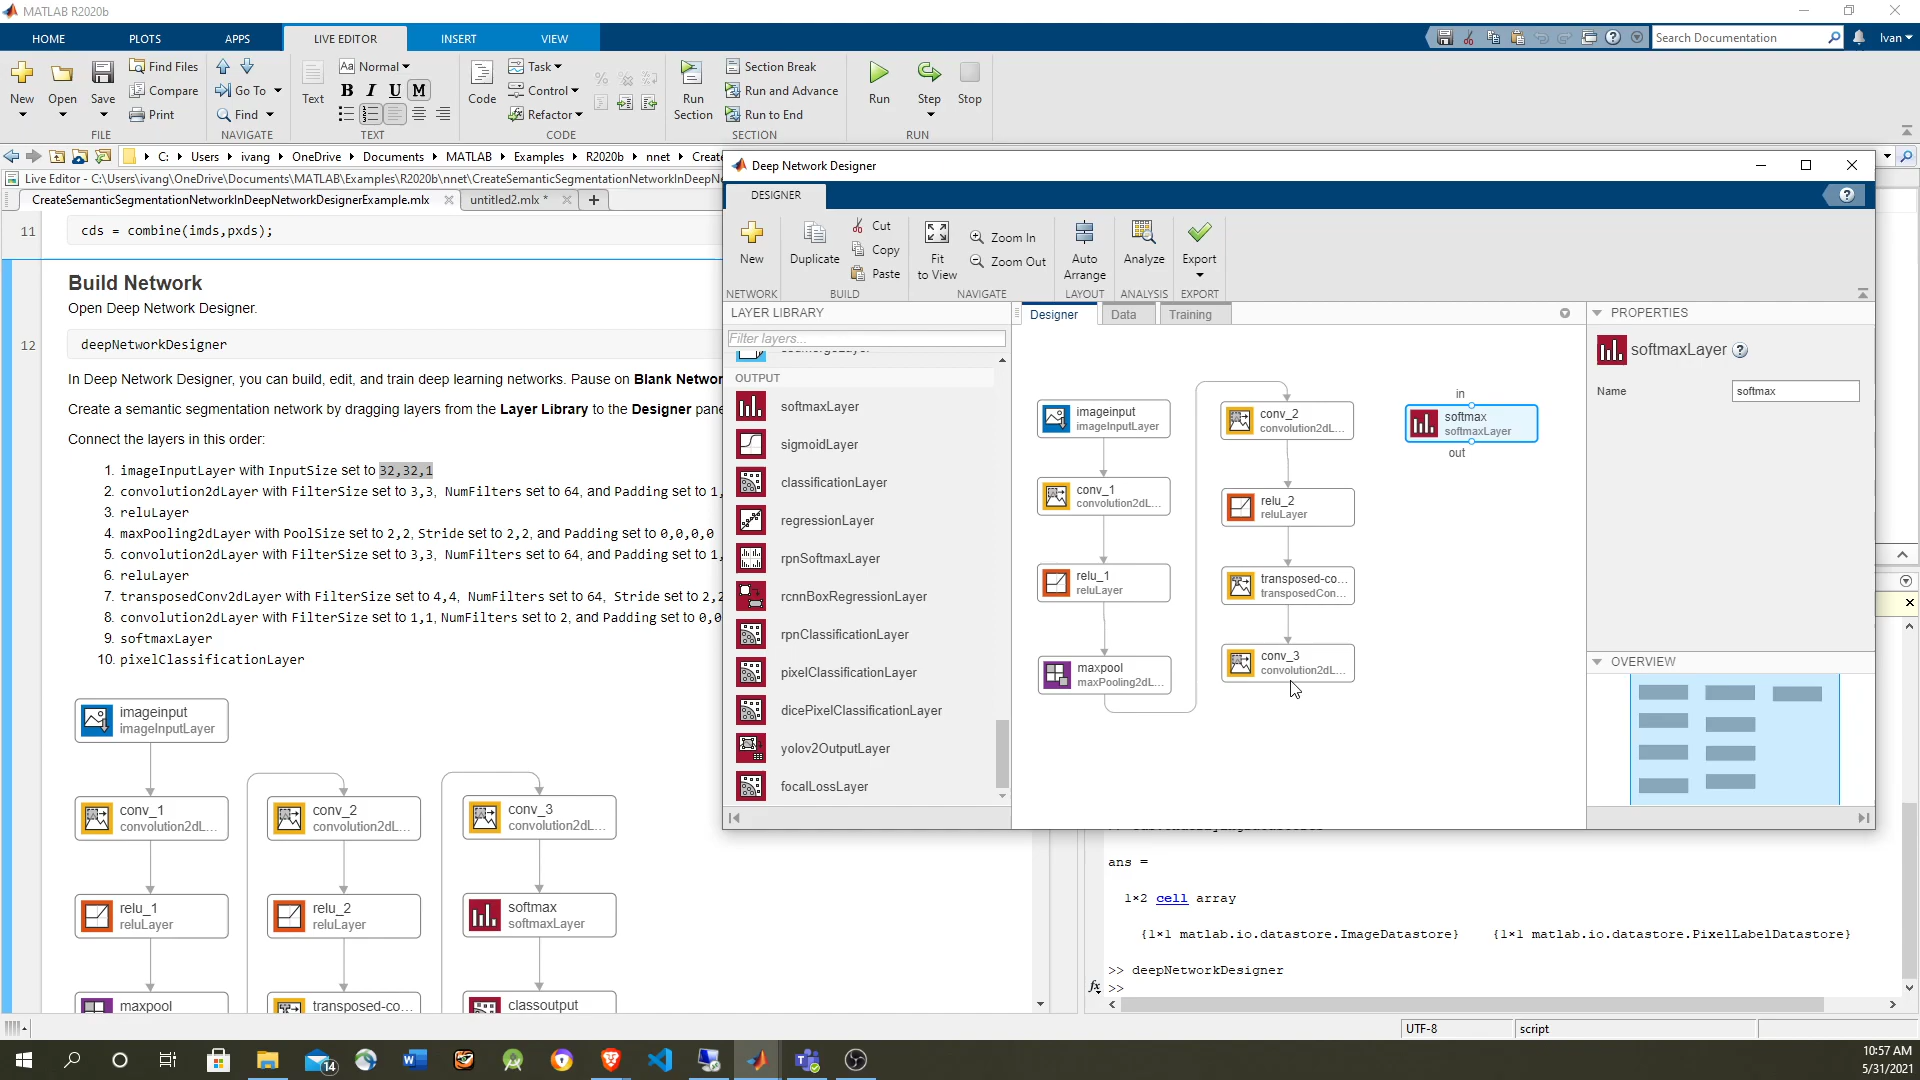 MATLAB R2020b
HOME PLOTS APPS LIVE EDITOR INSERT VIEW
Search Documentation
Ivan
New Open Save
Find Files
Compare
Print
FILE
Go To
Find
NAVIGATE
Text
Aa Normal
B I U M
TEXT
Code
Task
Control
Refactor
CODE
Run Section
Section Break
Run and Advance
Run to End
SECTION
Run Step Stop
RUN
C: Users ivang OneDrive Documents MATLAB Examples R2020b nnet Create
Live Editor - C:\Users\ivang\OneDrive\Documents\MATLAB\Examples\R2020b\nnet\CreateSemanticSegmentationNetworkInDeepNe
CreateSemanticSegmentationNetworkInDeepNetworkDesignerExample.mlx
untitled2.mlx *
11 cds = combine(imds,pxds);
Build Network
Open Deep Network Designer.
12 deepNetworkDesigner
In Deep Network Designer, you can build, edit, and train deep learning networks. Pause on Blank Networ
Create a semantic segmentation network by dragging layers from the Layer Library to the Designer pane
Connect the layers in this order:
1. imageInputLayer with InputSize set to 32,32,1
2. convolution2dLayer with FilterSize set to 3,3, NumFilters set to 64, and Padding set to 1,
3. reluLayer
4. maxPooling2dLayer with PoolSize set to 2,2, Stride set to 2,2, and Padding set to 0,0,0,0
5. convolution2dLayer with FilterSize set to 3,3, NumFilters set to 64, and Padding set to 1,
6. reluLayer
7. transposedConv2dLayer with FilterSize set to 4,4, NumFilters set to 64, Stride set to 2,2
8. convolution2dLayer with FilterSize set to 1,1, NumFilters set to 2, and Padding set to 0,0
9. softmaxLayer
10. pixelClassificationLayer
imageinput
imageInputLayer
conv_1
convolution2dL...
relu_1
reluLayer
maxpool
conv_2
convolution2dL...
relu_2
reluLayer
transposed-co...
conv_3
convolution2dL...
softmax
softmaxLayer
classoutput
Deep Network Designer
DESIGNER
New
NETWORK
Duplicate
Cut
Copy
Paste
BUILD
Fit to View
Zoom In
Zoom Out
NAVIGATE
Auto Arrange
LAYOUT
Analyze
ANALYSIS
Export
EXPORT
LAYER LIBRARY
Filter layers...
OUTPUT
softmaxLayer
sigmoidLayer
classificationLayer
regressionLayer
rpnSoftmaxLayer
rcnnBoxRegressionLayer
rpnClassificationLayer
pixelClassificationLayer
dicePixelClassificationLayer
yolov2OutputLayer
focalLossLayer
Designer Data Training
imageinput
imageInputLayer
conv_1
convolution2dL...
relu_1
reluLayer
maxpool
maxPooling2dL...
conv_2
convolution2dL...
relu_2
reluLayer
transposed-co...
transposedCon...
conv_3
convolution2dL...
in
softmax
softmaxLayer
out
PROPERTIES
softmaxLayer
Name softmax
OVERVIEW
ans =
1×2 cell array
{1×1 matlab.io.datastore.ImageDatastore} {1×1 matlab.io.datastore.PixelLabelDatastore}
>> deepNetworkDesigner
fx >>
UTF-8
script
14
10:57 AM
5/31/2021